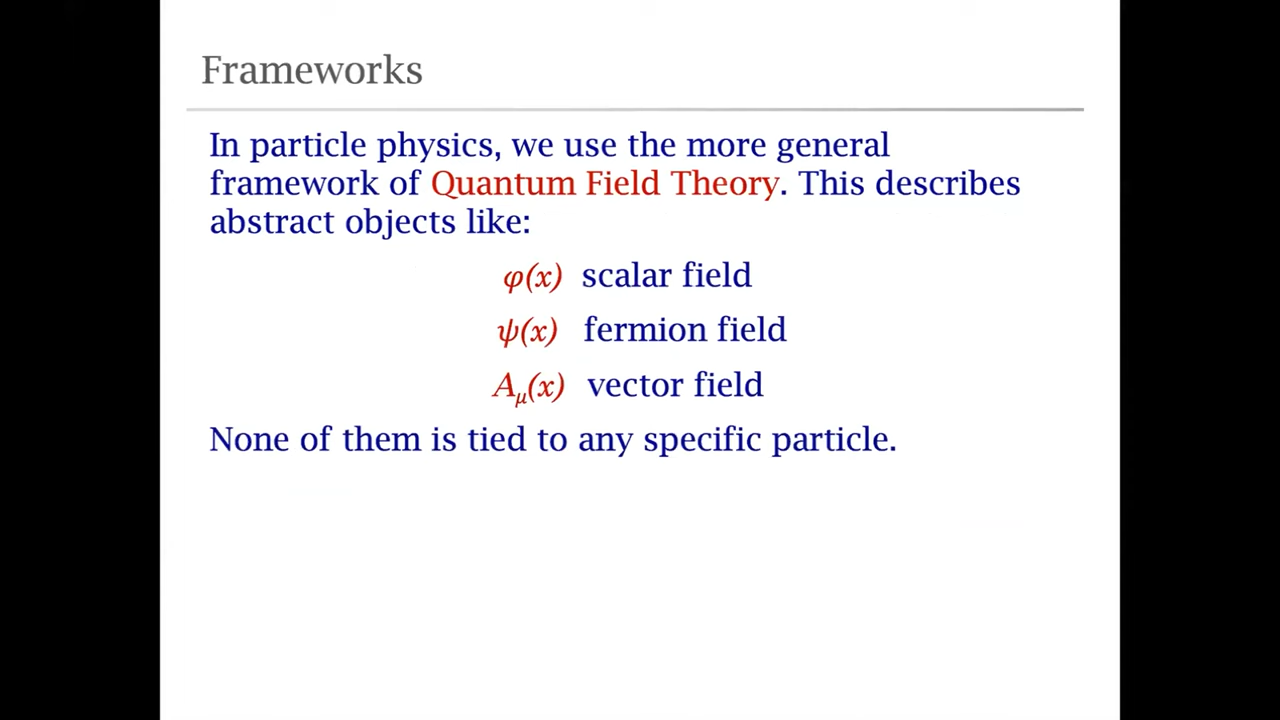 Frameworks
In particle physics, we use the more general
framework of Quantum Field Theory. This describes
abstract objects like:
φ(x) scalar field
ψ(x) fermion field
Aμ(x) vector field
None of them is tied to any specific particle.